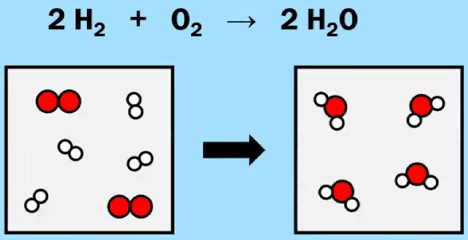 2 H₂ + O₂ → 2 H₂O